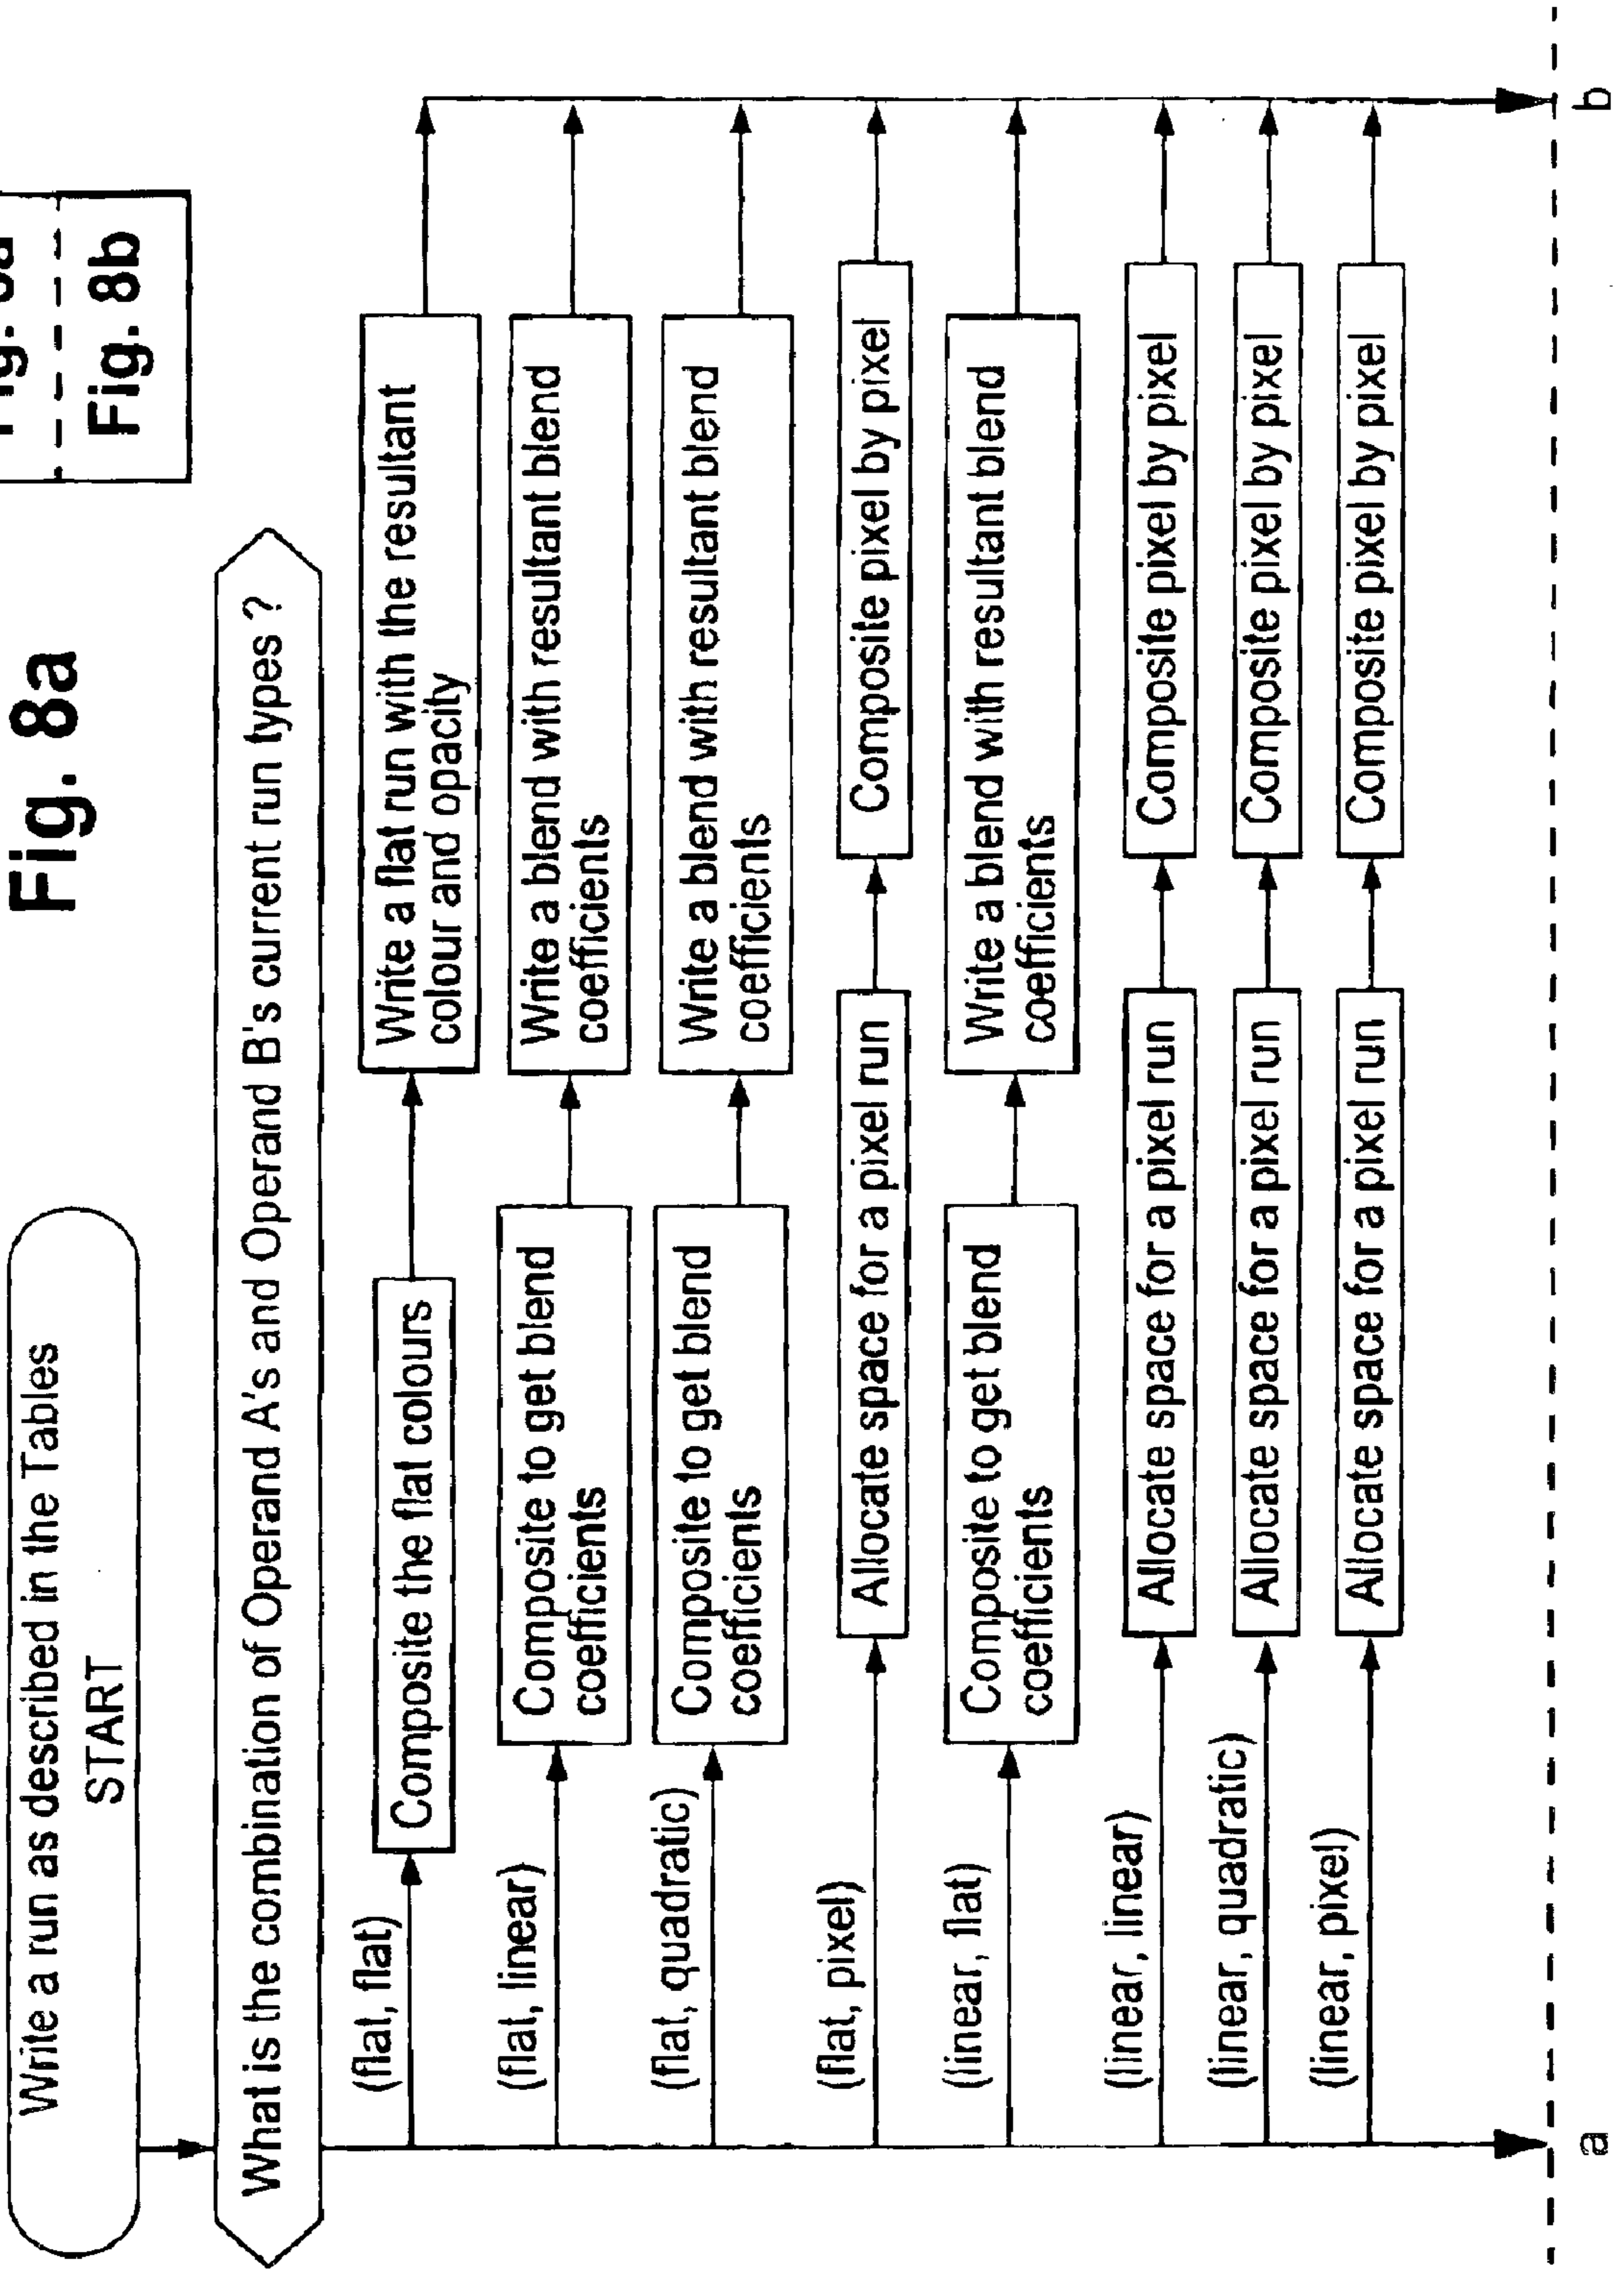 Fig. 8a
Fig. 8b
Write a run as described in the Tables
START
What is the combination of Operand A's and Operand B's current run types ?
(flat, flat)
Composite the flat colours
Write a flat run with the resultant
colour and opacity
(flat, linear)
Composite to get blend
coefficients
Write a blend with resultant blend
coefficients
(flat, quadratic)
Composite to get blend
coefficients
Write a blend with resultant blend
coefficients
(flat, pixel)
Allocate space for a pixel run
Composite pixel by pixel
(linear, flat)
Composite to get blend
coefficients
Write a blend with resultant blend
coefficients
(linear, linear)
Allocate space for a pixel run
Composite pixel by pixel
(linear, quadratic)
Allocate space for a pixel run
Composite pixel by pixel
(linear, pixel)
Allocate space for a pixel run
Composite pixel by pixel
a
b